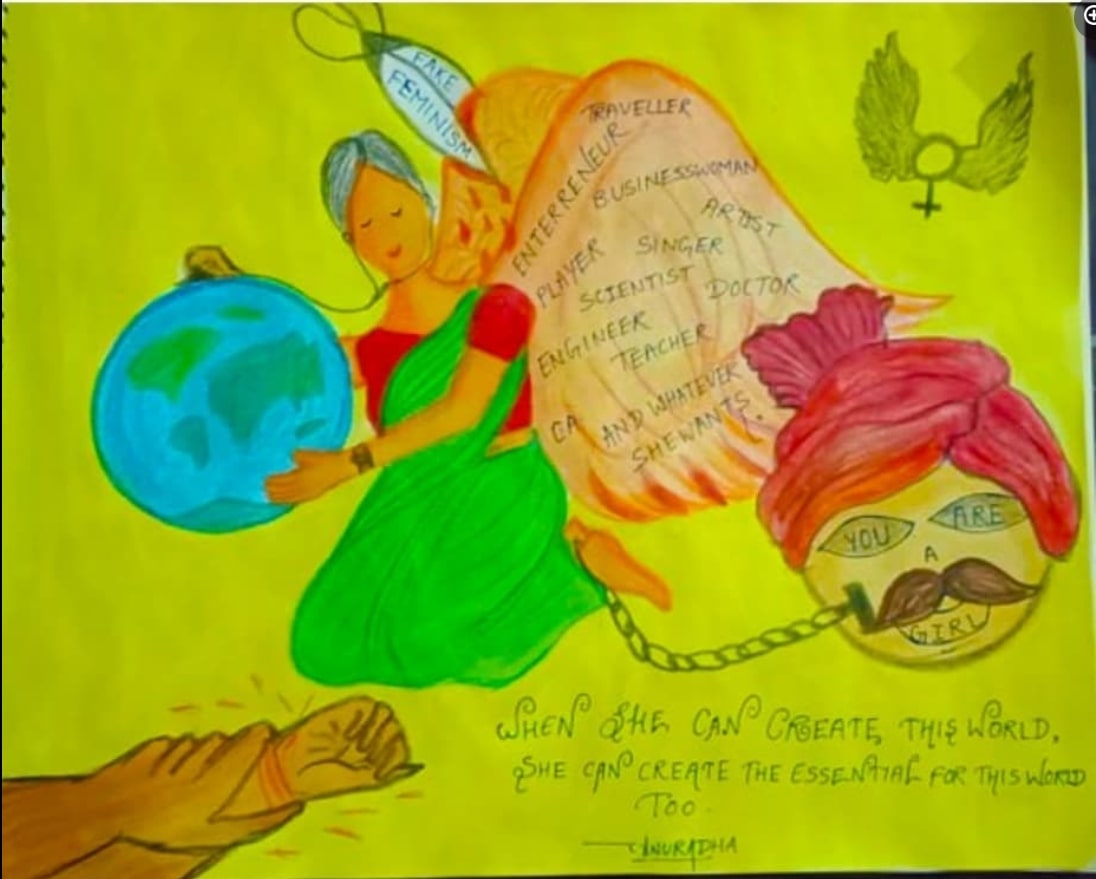 FAKE
FEMINISM
TRAVELLER
ENTERRENEUR
BUSINESSWOMAN
ARTIST
PLAYER
SINGER
SCIENTIST
DOCTOR
ENGINEER
TEACHER
CA
AND WHATEVER
SHE WANTS.
YOU
ARE
A
GIRL
WHEN SHE CAN CREATE THIS WORLD,
SHE CAN CREATE THE ESSENTIAL FOR THIS WORLD
TOO.
ANURADHA